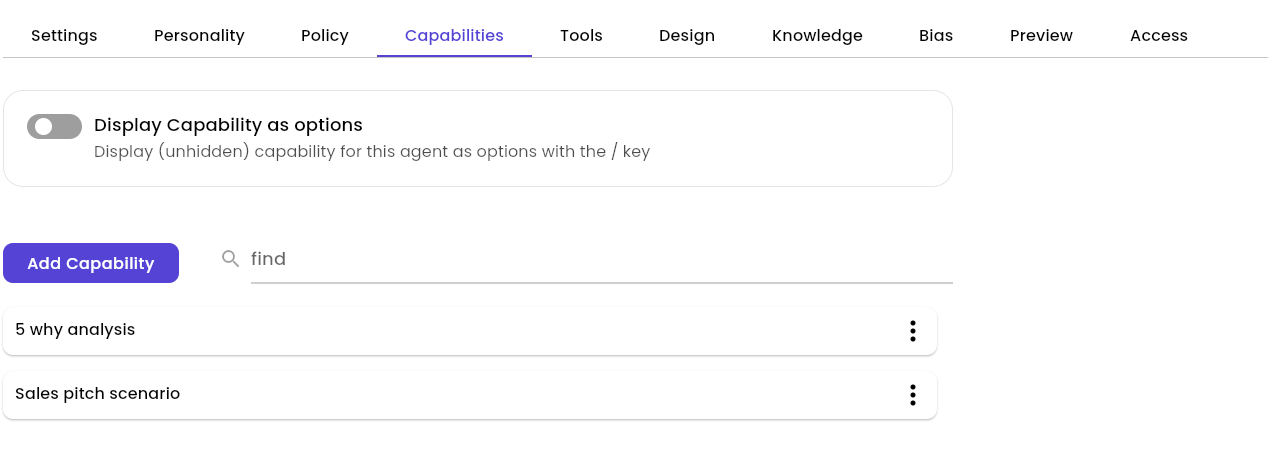 Settings Personality Policy Capabilities Tools Design Knowledge Bias Preview Access
Display Capability as options
Display (unhidden) capability for this agent as options with the / key
Add Capability find
5 why analysis
Sales pitch scenario